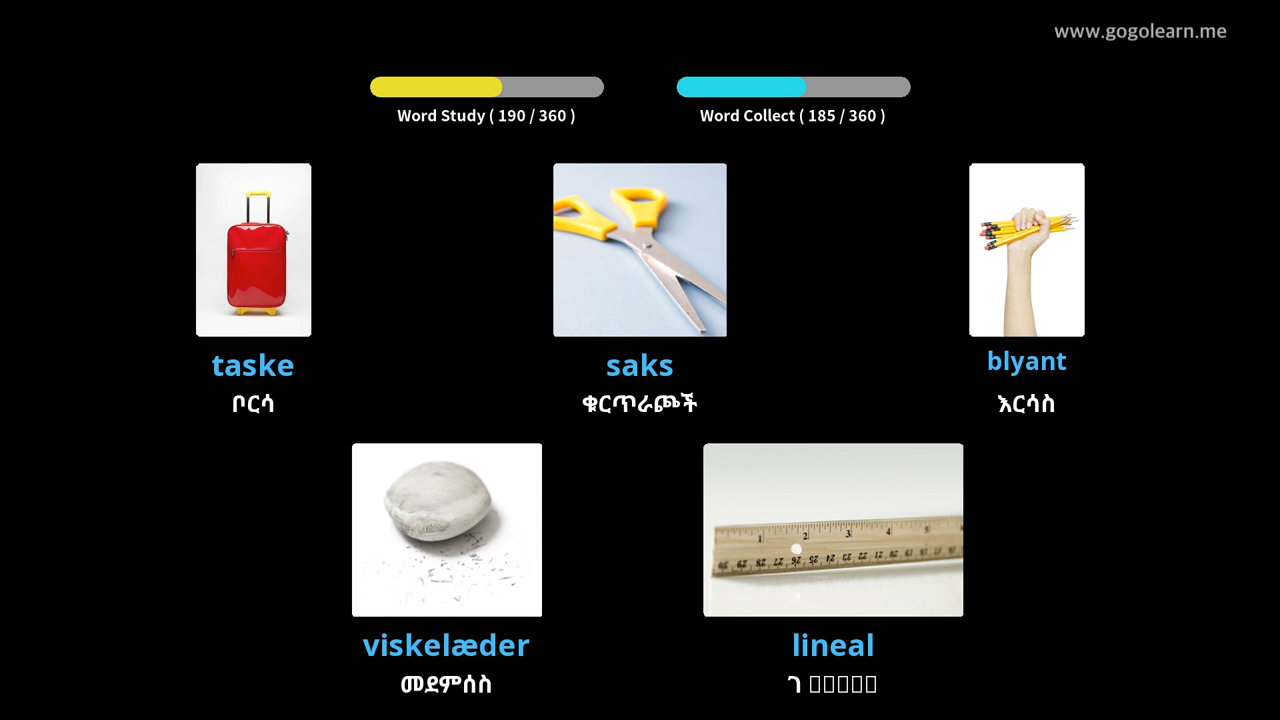 www.gogolearn.me
Word Study ( 190 / 360 )
Word Collect ( 185 / 360 )
taske
saks
blyant
ቦርሳ
ቁርጥራጮች
እርሳስ
viskelæder
lineal
መደምሰስ
ገ